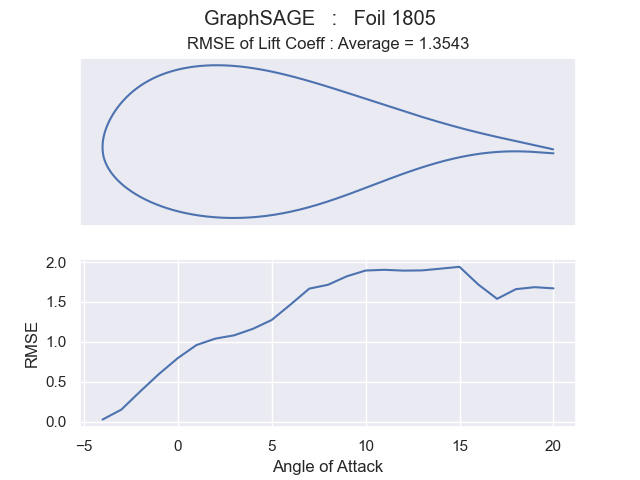 GraphSAGE   :   Foil 1805
RMSE of Lift Coeff : Average = 1.3543
2.0
1.5
1.0
0.5
0.0
RMSE
−5 0 5 10 15 20
Angle of Attack